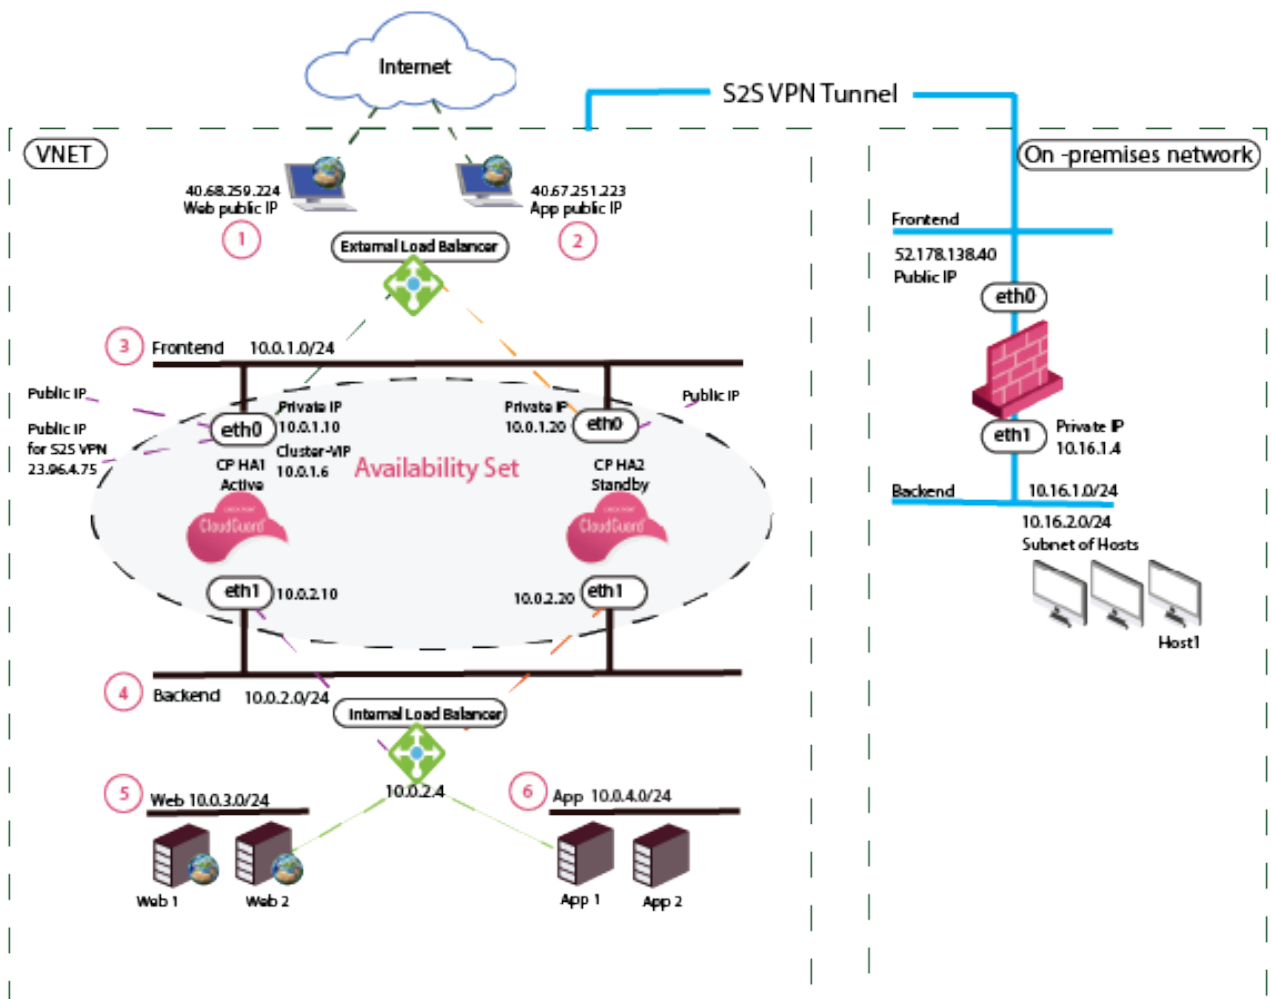 Internet
S2S VPN Tunnel
VNET
On -premises network
40.68.259.224
Web public IP
1
40.67.251.223
App public IP
2
External Load Balancer
Frontend
52.178.138.40
Public IP
eth0
3
Frontend
10.0.1.0/24
Public IP
Public IP
for S2S VPN
23.96.4.75
eth0
Private IP
10.0.1.10
Cluster-VIP
10.0.1.6
Private IP
10.0.1.20
eth0
Public IP
CP HA1
Active
Availability Set
CP HA2
Standby
CHECK POINT
CloudGuard
CHECK POINT
CloudGuard
eth1
Private IP
10.16.1.4
Backend
10.16.1.0/24
10.16.2.0/24
Subnet of Hosts
Host1
eth1
10.0.2.10
10.0.2.20
eth1
4
Backend
10.0.2.0/24
Internal Load Balancer
10.0.2.4
5
Web 10.0.3.0/24
6
App 10.0.4.0/24
Web 1
Web 2
App 1
App 2